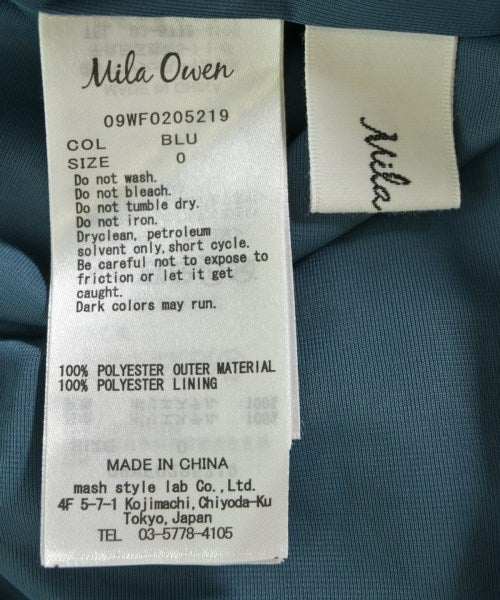 Mila Owen
09WF0205219
COL BLU
SIZE 0
Do not wash.
Do not bleach.
Do not tumble dry.
Do not iron.
Dryclean, petroleum
solvent only, short cycle.
Be careful not to expose to
friction or let it get
caught.
Dark colors may run.
100% POLYESTER OUTER MATERIAL
100% POLYESTER LINING
MADE IN CHINA
mash style lab Co., Ltd.
4F 5-7-1 Kojimachi, Chiyoda-Ku
Tokyo, Japan
TEL 03-5778-4105
Mila